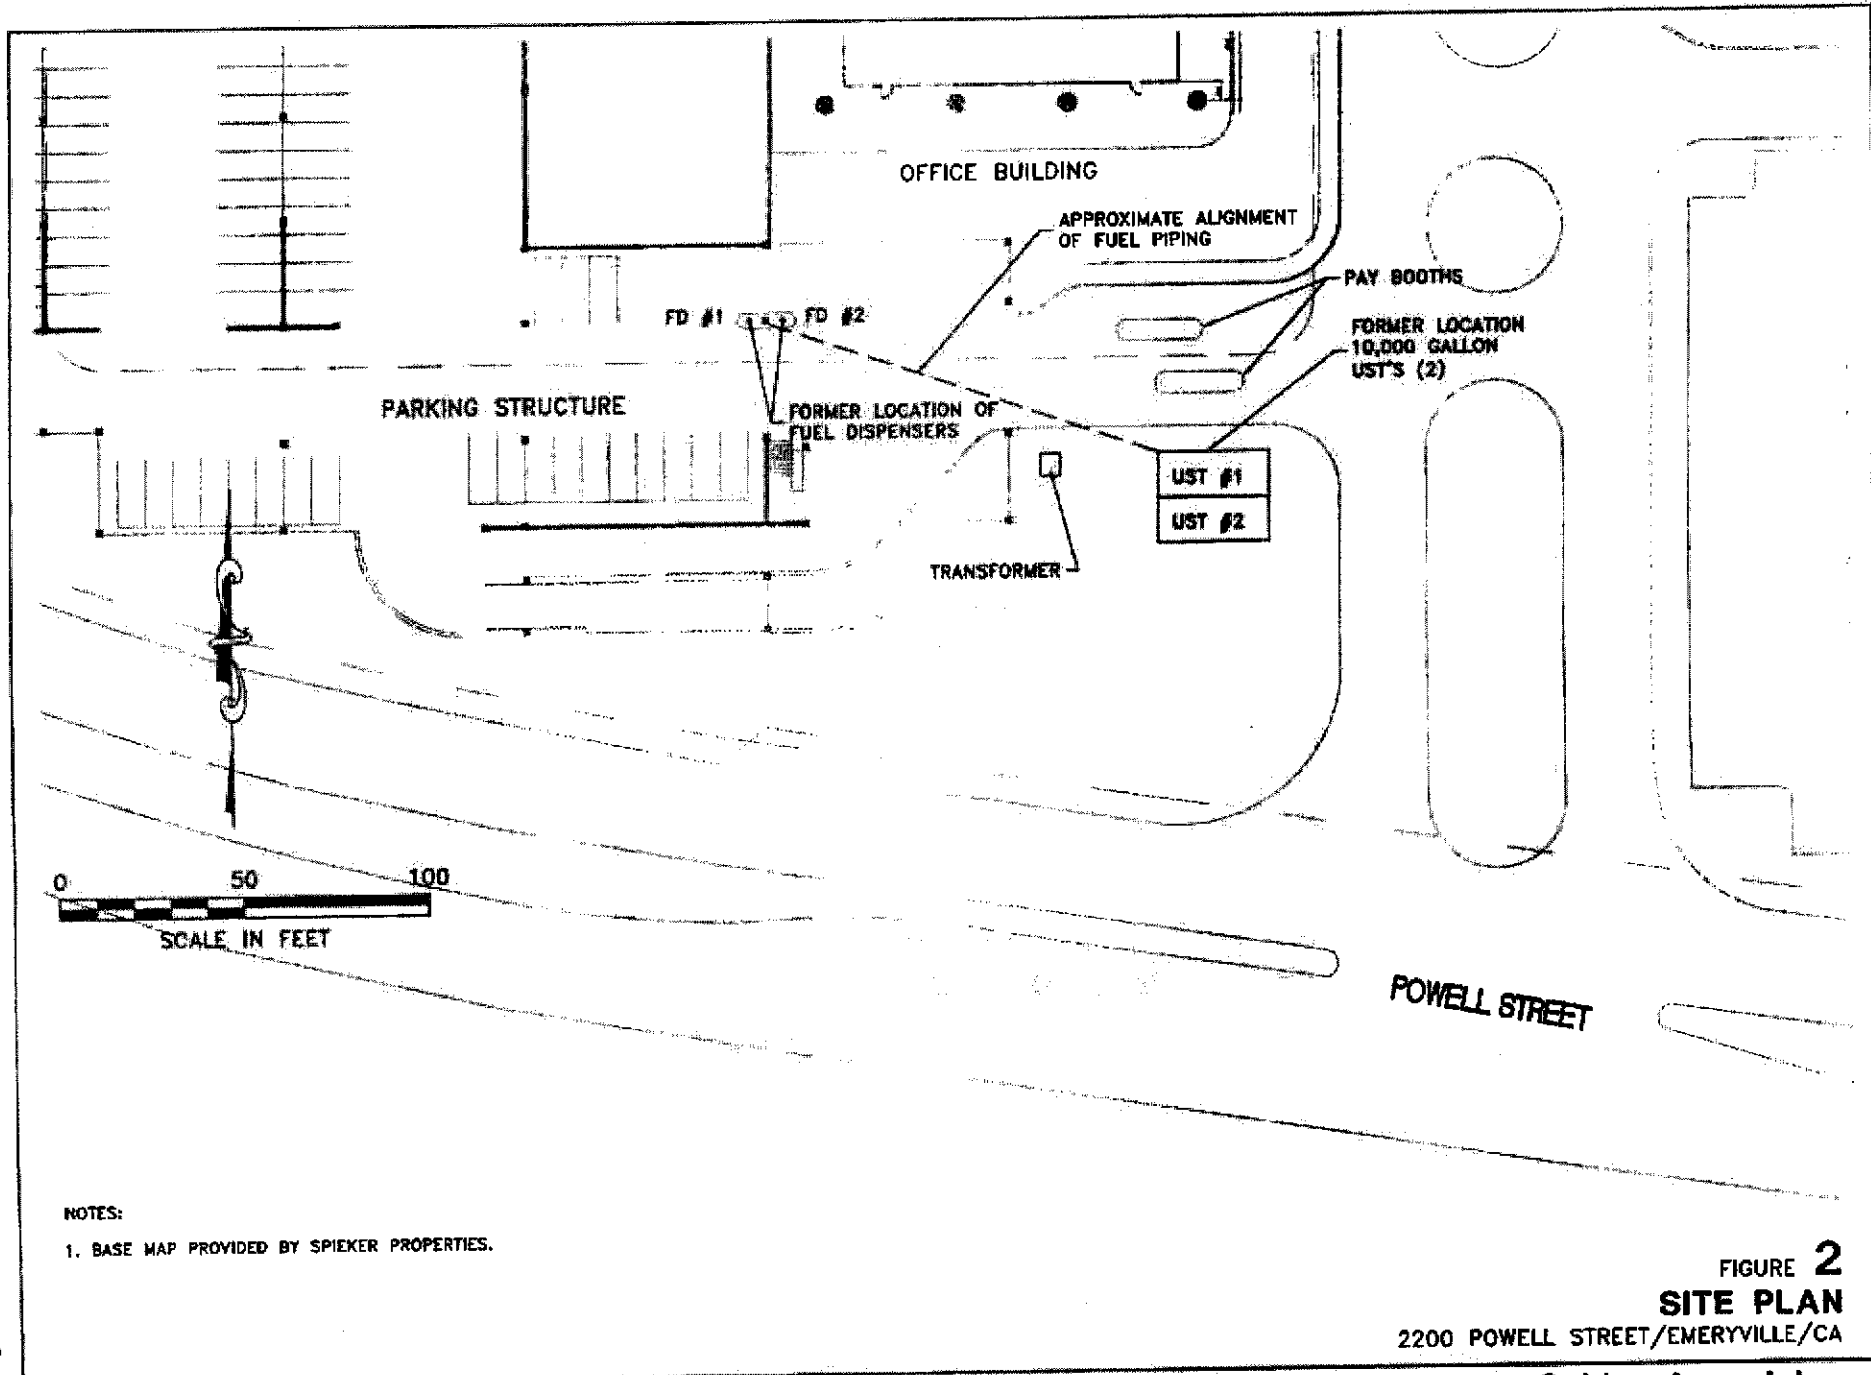 OFFICE BUILDING
APPROXIMATE ALIGNMENT
OF FUEL PIPING
PAY BOOTHS
FD #1
FD #2
FORMER LOCATION
10,000 GALLON
UST'S (2)
PARKING STRUCTURE
FORMER LOCATION OF
FUEL DISPENSERS
UST #1
UST #2
TRANSFORMER
0 50 100
SCALE IN FEET
POWELL STREET
NOTES:
1. BASE MAP PROVIDED BY SPIEKER PROPERTIES.
FIGURE 2
SITE PLAN
2200 POWELL STREET/EMERYVILLE/CA